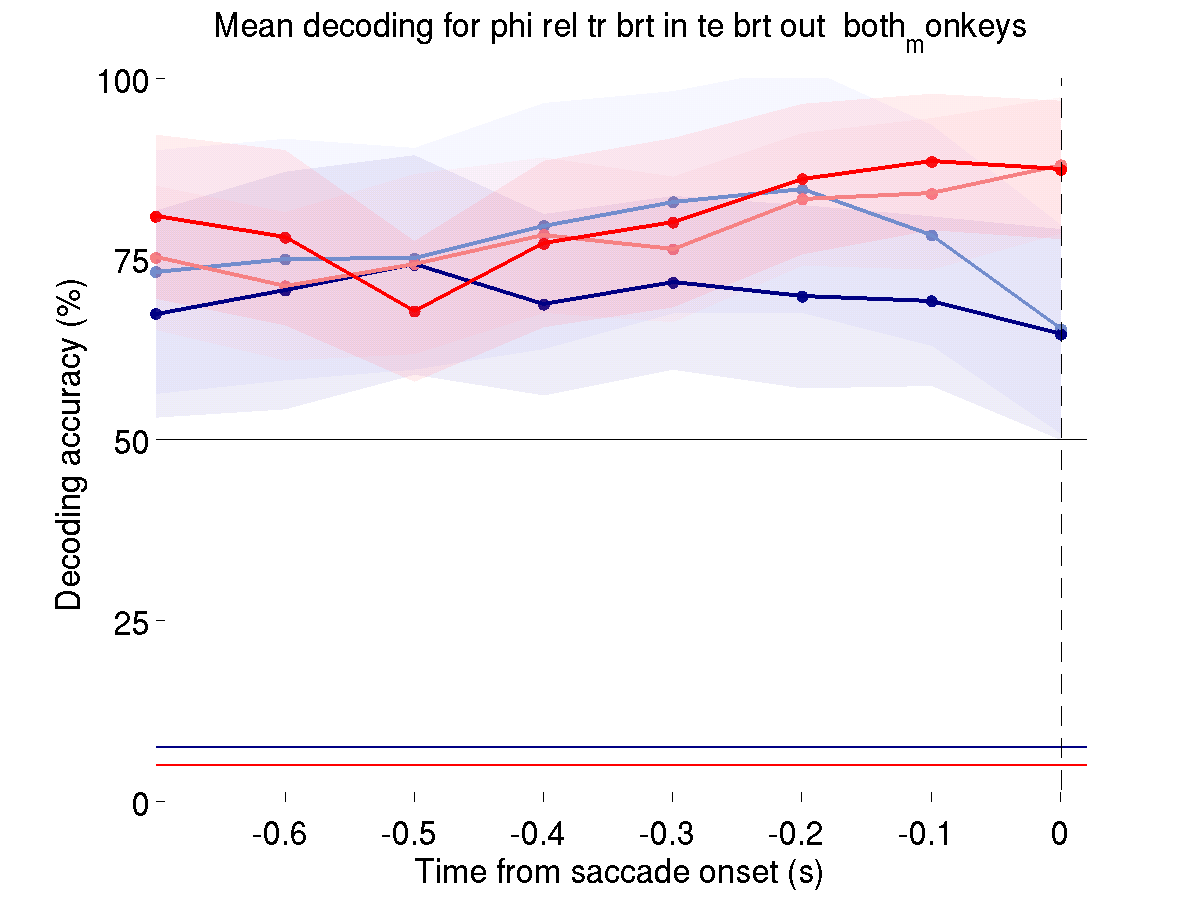 Mean decoding for phi rel tr brt in te brt out both_monkeys
100
75
50
25
0
Decoding accuracy (%)
-0.6 -0.5 -0.4 -0.3 -0.2 -0.1 0
Time from saccade onset (s)